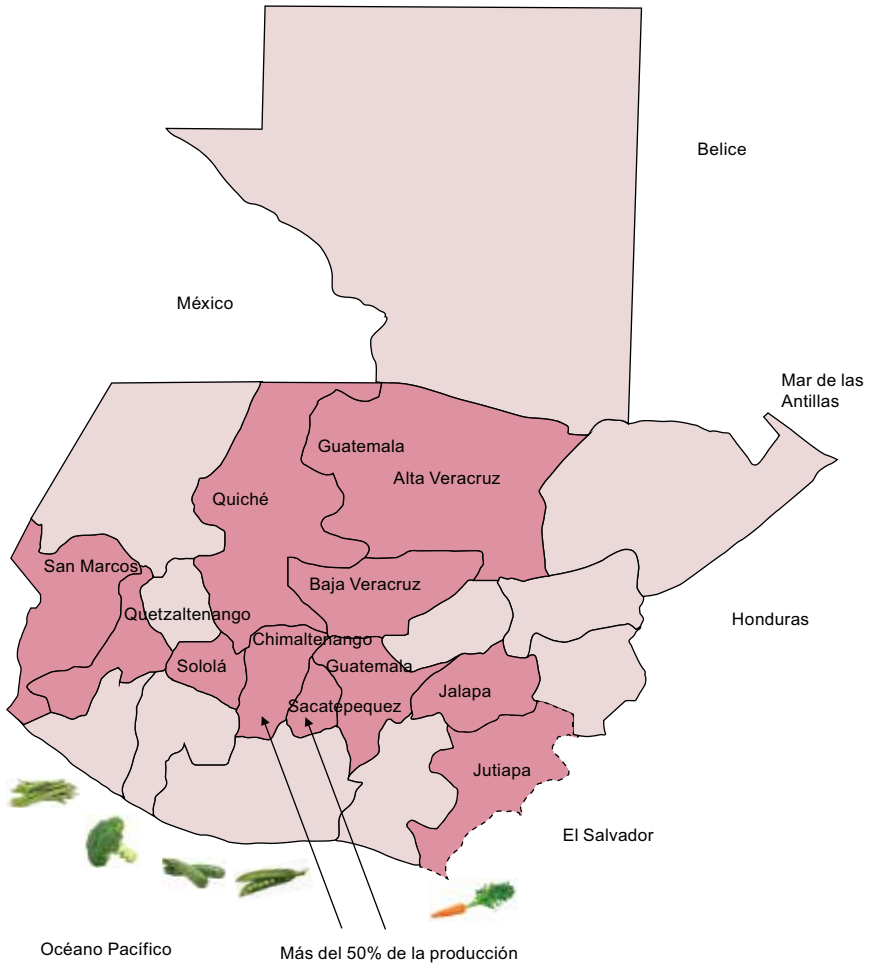 Belice
México
Mar de las
Antillas
Guatemala
Alta Veracruz
Quiché
San Marcos
Baja Veracruz
Quetzaltenango
Honduras
Chimaltenango
Sololá
Guatemala
Jalapa
Sacatepequez
Jutiapa
El Salvador
Océano Pacífico
Más del 50% de la producción